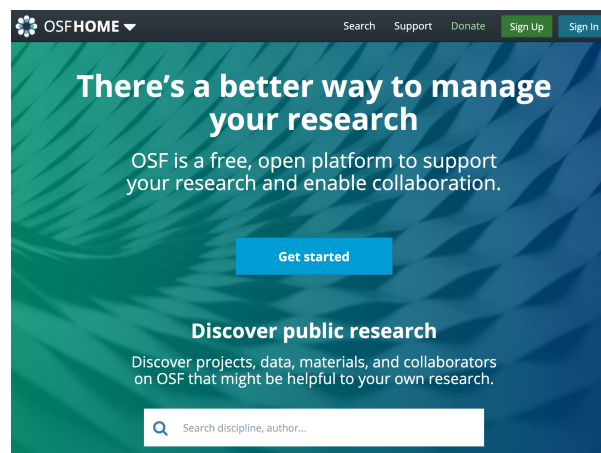 OSFHOME
Search Support Donate Sign Up Sign In
There's a better way to manage
your research
OSF is a free, open platform to support
your research and enable collaboration.
Get started
Discover public research
Discover projects, data, materials, and collaborators
on OSF that might be helpful to your own research.
Search discipline, author...